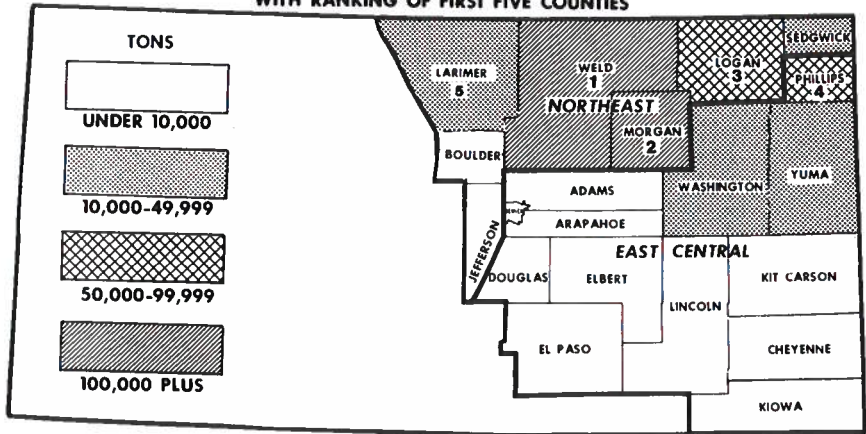 WITH RANKING OF FIRST FIVE COUNTIES
TONS
UNDER 10,000
10,000-49,999
50,000-99,999
100,000 PLUS
LARIMER
5
WELD
1
NORTHEAST
MORGAN
2
LOGAN
3
SEDGWICK
PHILLIPS
4
BOULDER
ADAMS
WASHINGTON
YUMA
ARAPAHOE
JEFFERSON
EAST CENTRAL
DOUGLAS
ELBERT
LINCOLN
KIT CARSON
EL PASO
CHEYENNE
KIOWA